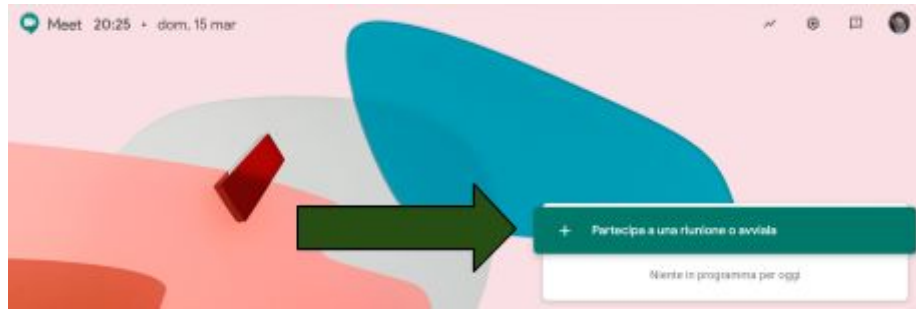 Meet 20:25 • dom, 15 mar
+ Partecipa a una riunione o avviala
Niente in programma per oggi